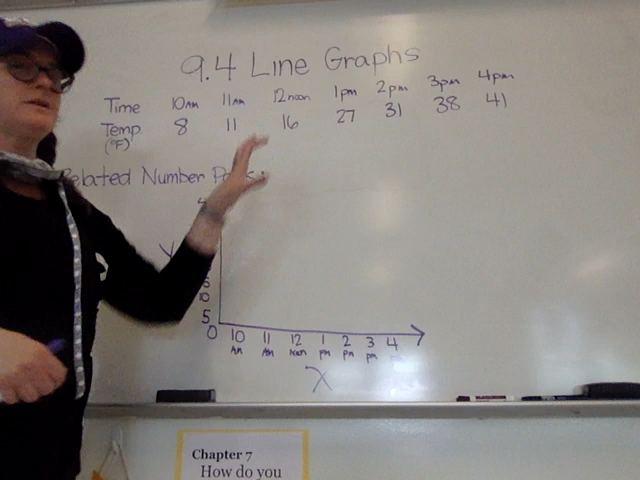 9.4 Line Graphs
Time 10AM 11AM 12noon 1pm 2pm 3pm 4pm
Temp. (°F) 8 11 16 27 31 38 41
Related Number
Y
10
5
0
10 AM 11 AM 12 noon 1 pm 2 pm 3 pm 4
X
Chapter 7
How do you